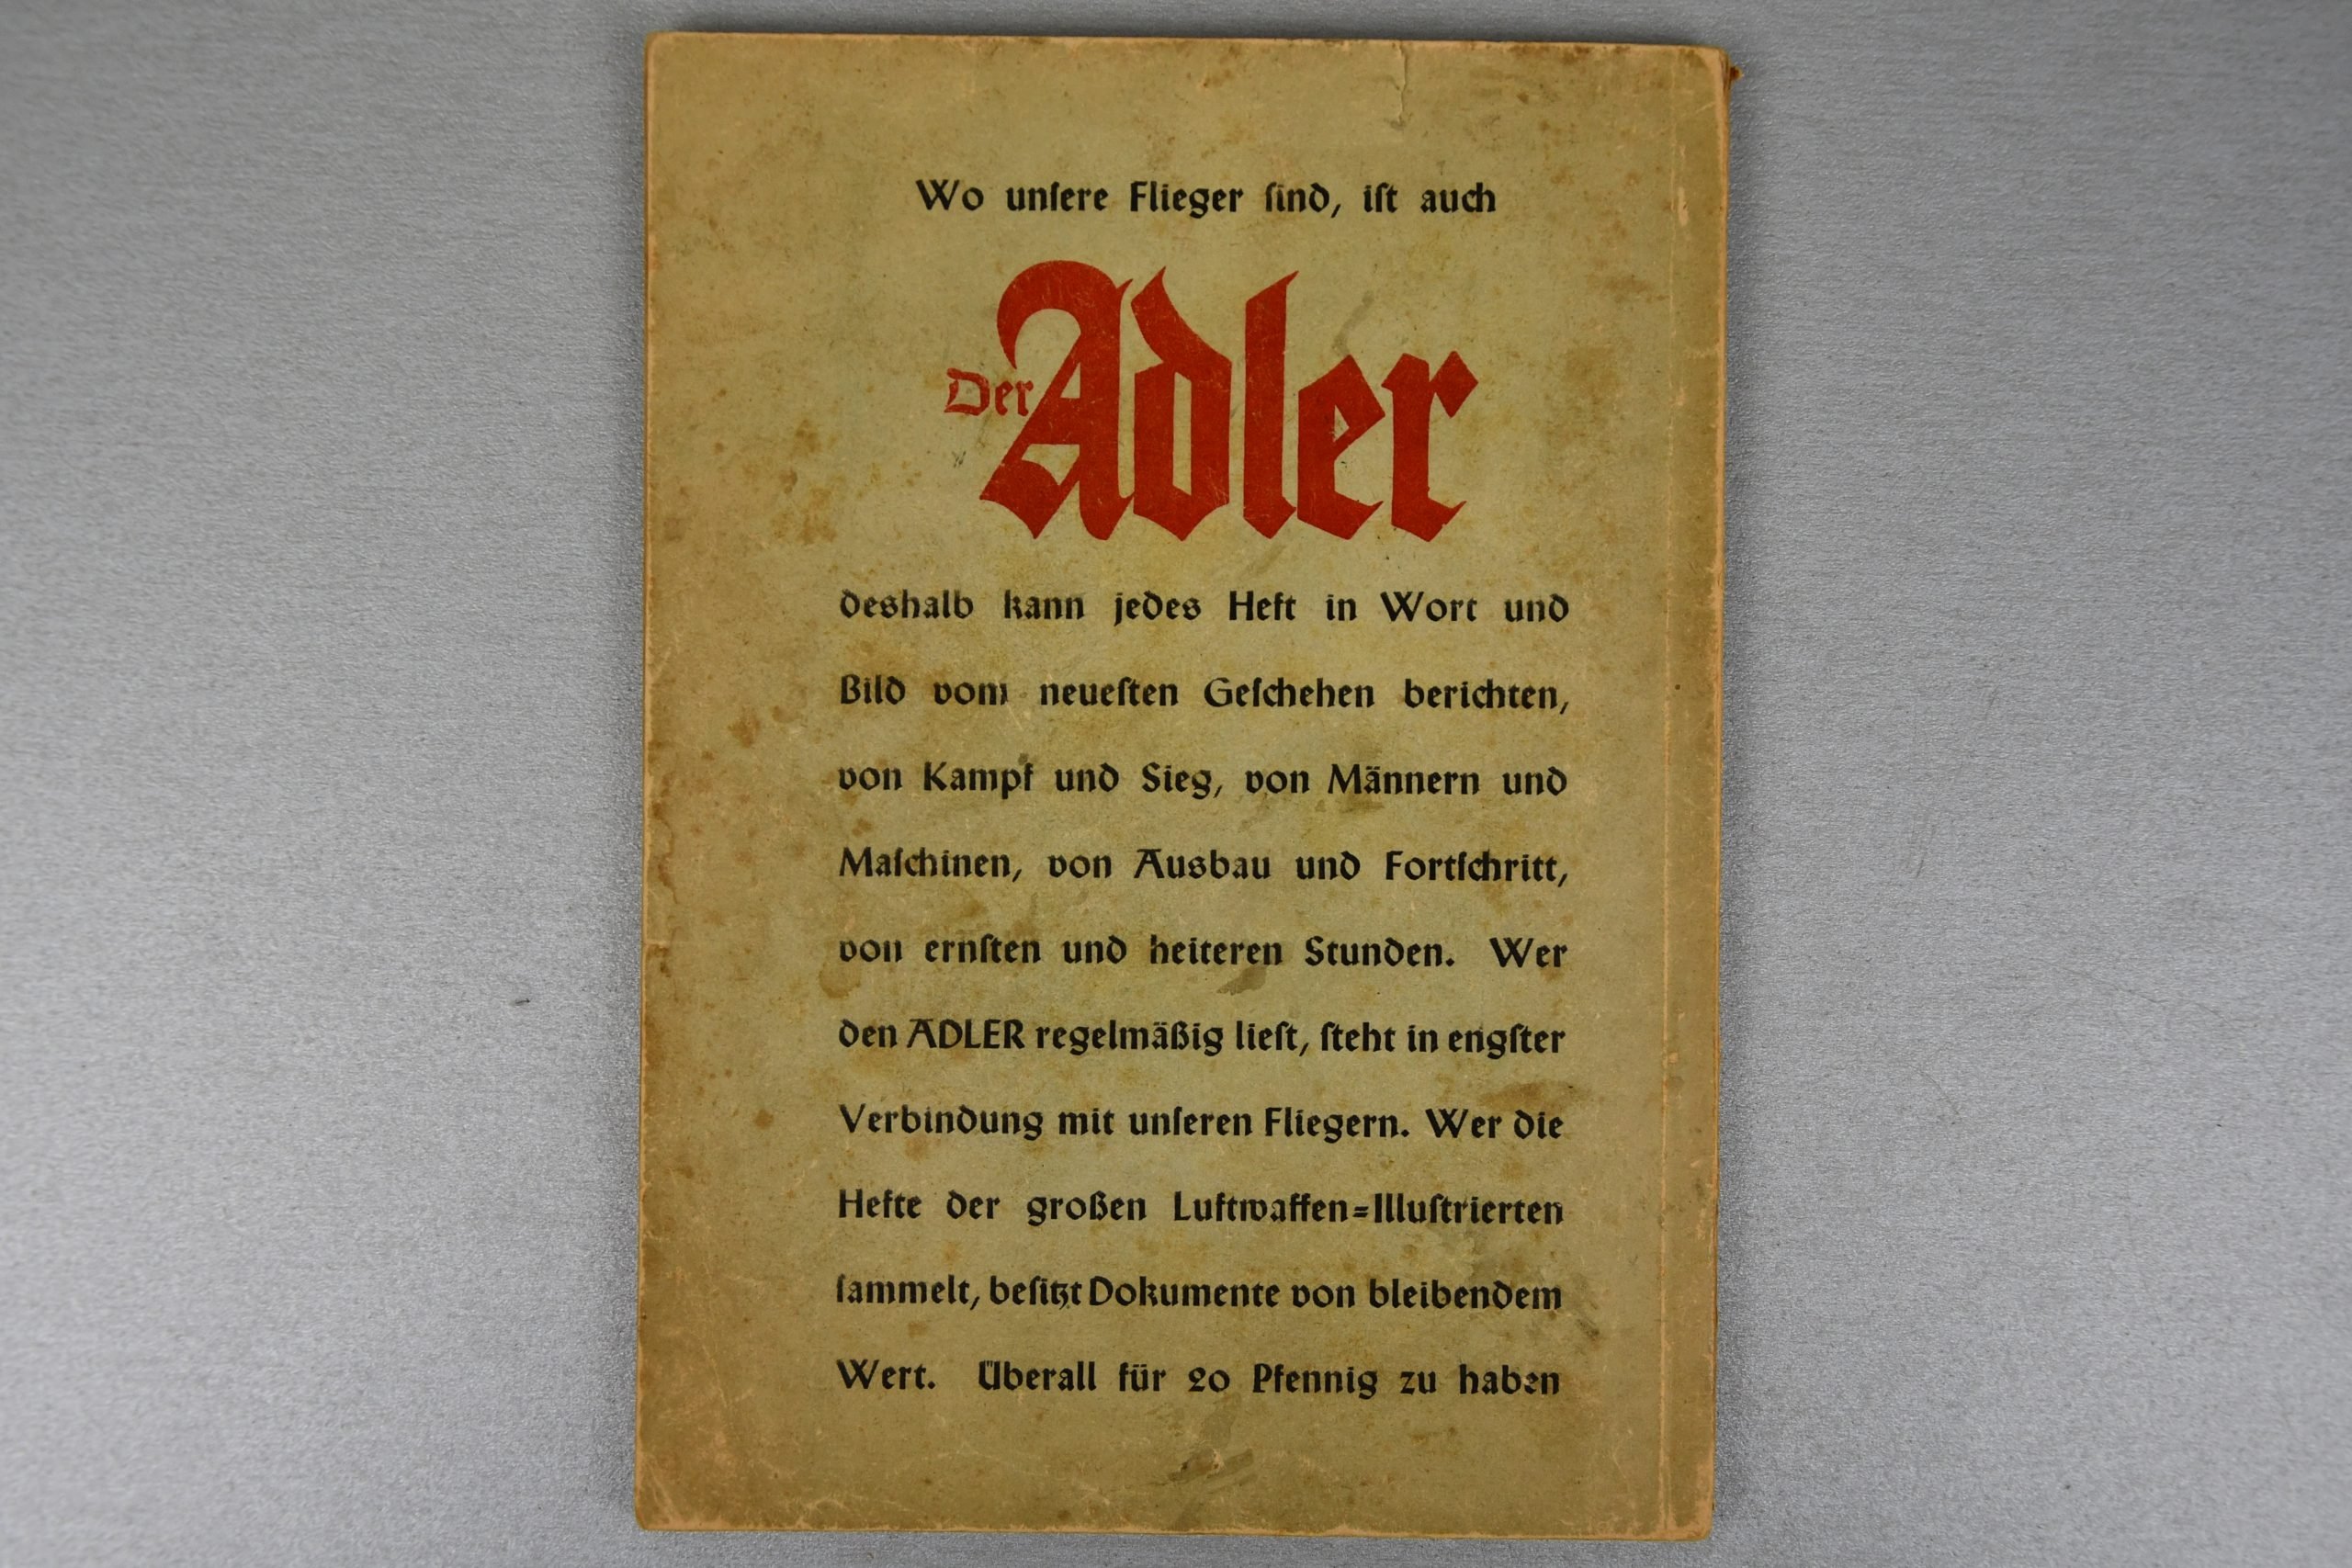 Wo unſere Flieger ſind, iſt auch
Der Adler
deshalb kann jedes Heft in Wort und
Bild vom neueſten Geſchehen berichten,
von Kampf und Sieg, von Männern und
Maſchinen, von Ausbau und Fortſchritt,
von ernſten und heiteren Stunden. Wer
den ADLER regelmäßig lieſt, ſteht in engſter
Verbindung mit unſeren Fliegern. Wer die
Hefte der großen Luftwaffen=Illuſtrierten
ſammelt, beſitzt Dokumente von bleibendem
Wert. Überall für 20 Pfennig zu haben